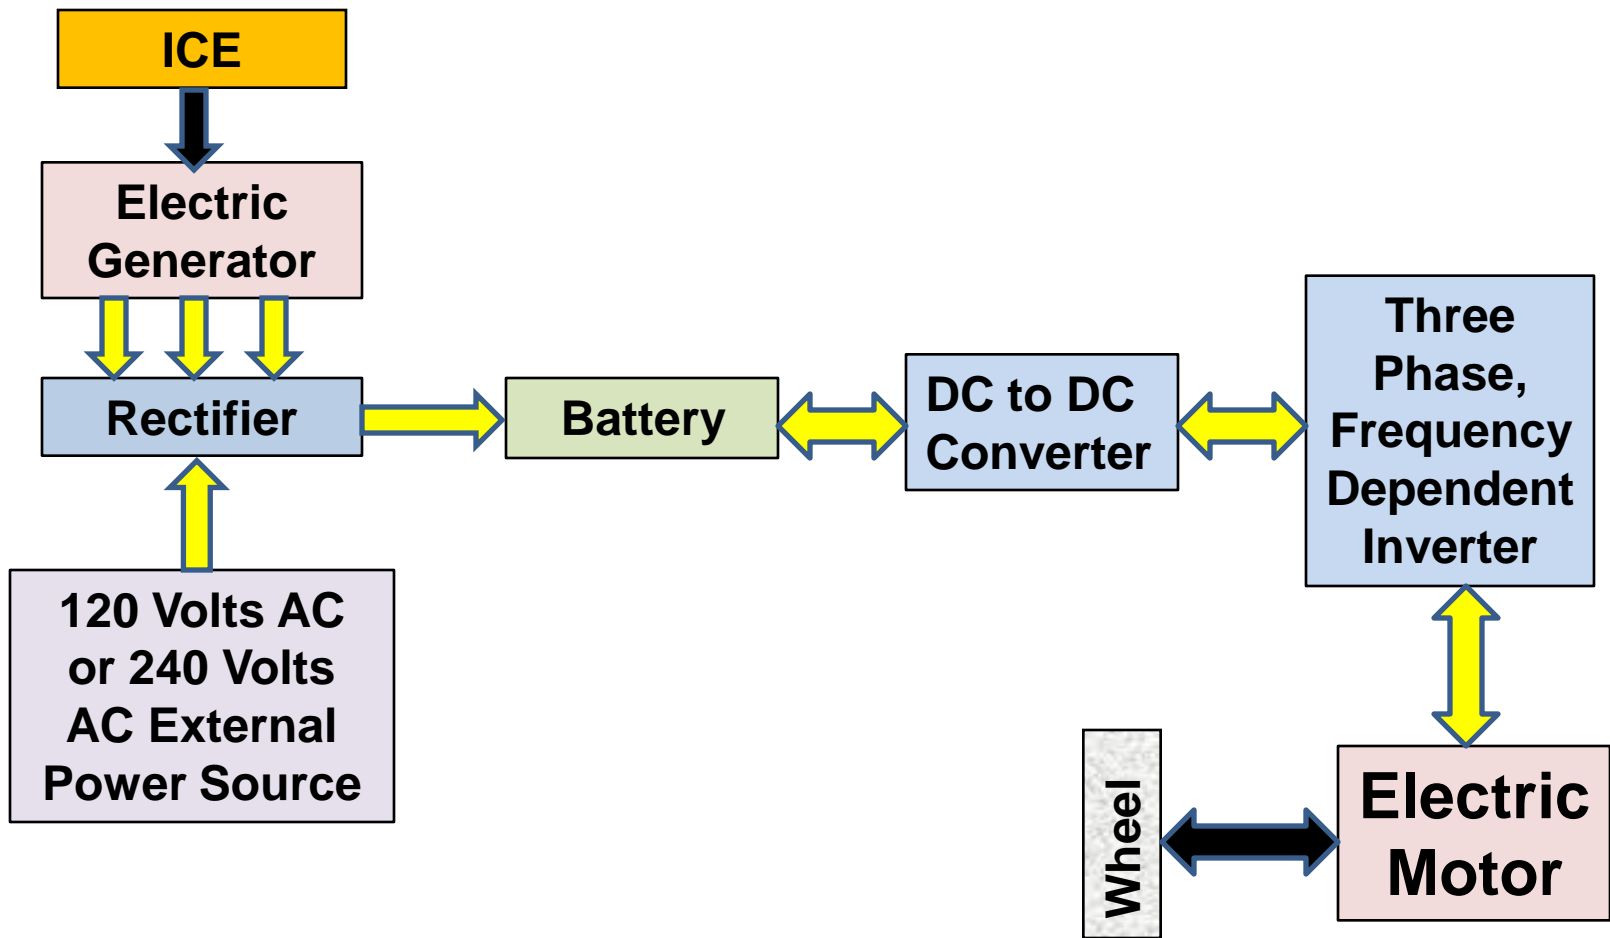 ICE
Electric
Generator
Rectifier
120 Volts AC
or 240 Volts
AC External
Power Source
Battery
DC to DC
Converter
Three
Phase,
Frequency
Dependent
Inverter
Electric
Motor
Wheel